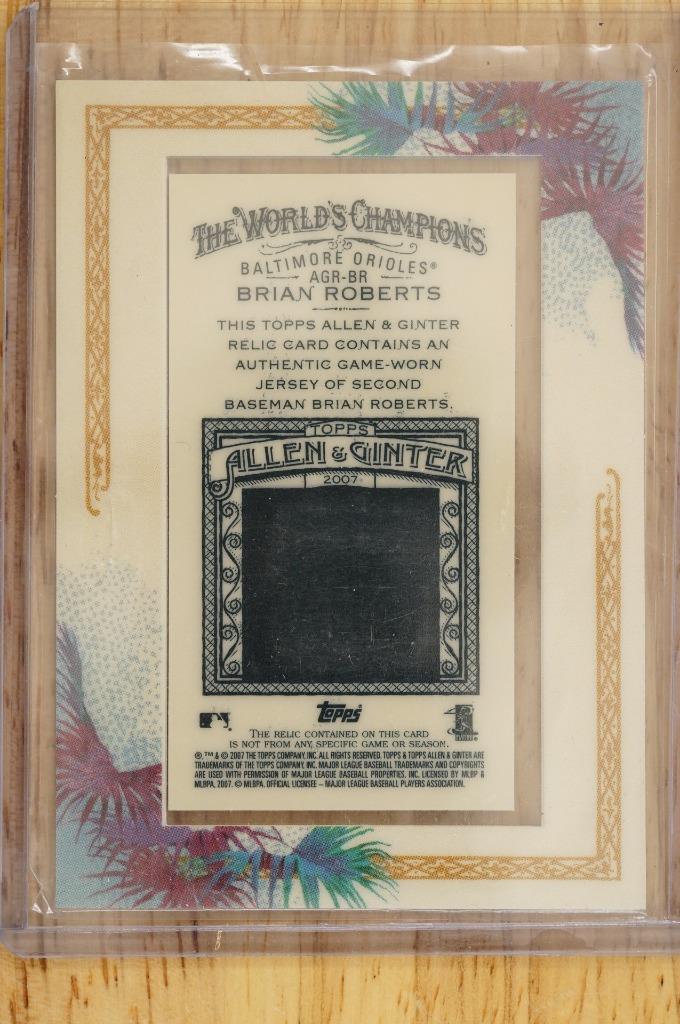 THE WORLD'S CHAMPIONS
BALTIMORE ORIOLES®
AGR-BR
BRIAN ROBERTS
THIS TOPPS ALLEN & GINTER
RELIC CARD CONTAINS AN
AUTHENTIC GAME-WORN
JERSEY OF SECOND
BASEMAN BRIAN ROBERTS.
TOPPS
ALLEN & GINTER
2007
topps
THE RELIC CONTAINED ON THIS CARD
IS NOT FROM ANY SPECIFIC GAME OR SEASON.
®,™ & © 2007 THE TOPPS COMPANY, INC. ALL RIGHTS RESERVED. TOPPS & TOPPS ALLEN & GINTER ARE
TRADEMARKS OF THE TOPPS COMPANY, INC. MAJOR LEAGUE BASEBALL TRADEMARKS AND COPYRIGHTS
ARE USED WITH PERMISSION OF MAJOR LEAGUE BASEBALL PROPERTIES, INC. LICENSED BY MLBP &
MLBPA, 2007. © MLBPA. OFFICIAL LICENSEE – MAJOR LEAGUE BASEBALL PLAYERS ASSOCIATION.